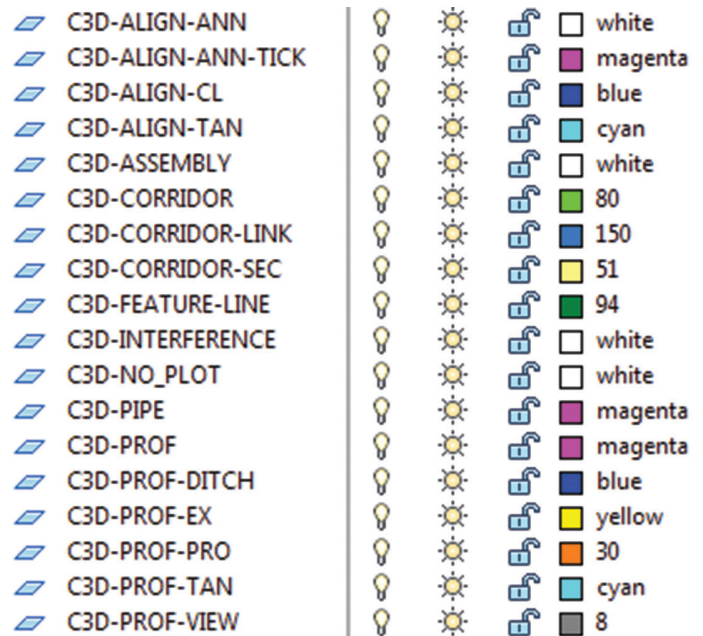 C3D-ALIGN-ANN white
C3D-ALIGN-ANN-TICK magenta
C3D-ALIGN-CL blue
C3D-ALIGN-TAN cyan
C3D-ASSEMBLY white
C3D-CORRIDOR 80
C3D-CORRIDOR-LINK 150
C3D-CORRIDOR-SEC 51
C3D-FEATURE-LINE 94
C3D-INTERFERENCE white
C3D-NO_PLOT white
C3D-PIPE magenta
C3D-PROF magenta
C3D-PROF-DITCH blue
C3D-PROF-EX yellow
C3D-PROF-PRO 30
C3D-PROF-TAN cyan
C3D-PROF-VIEW 8